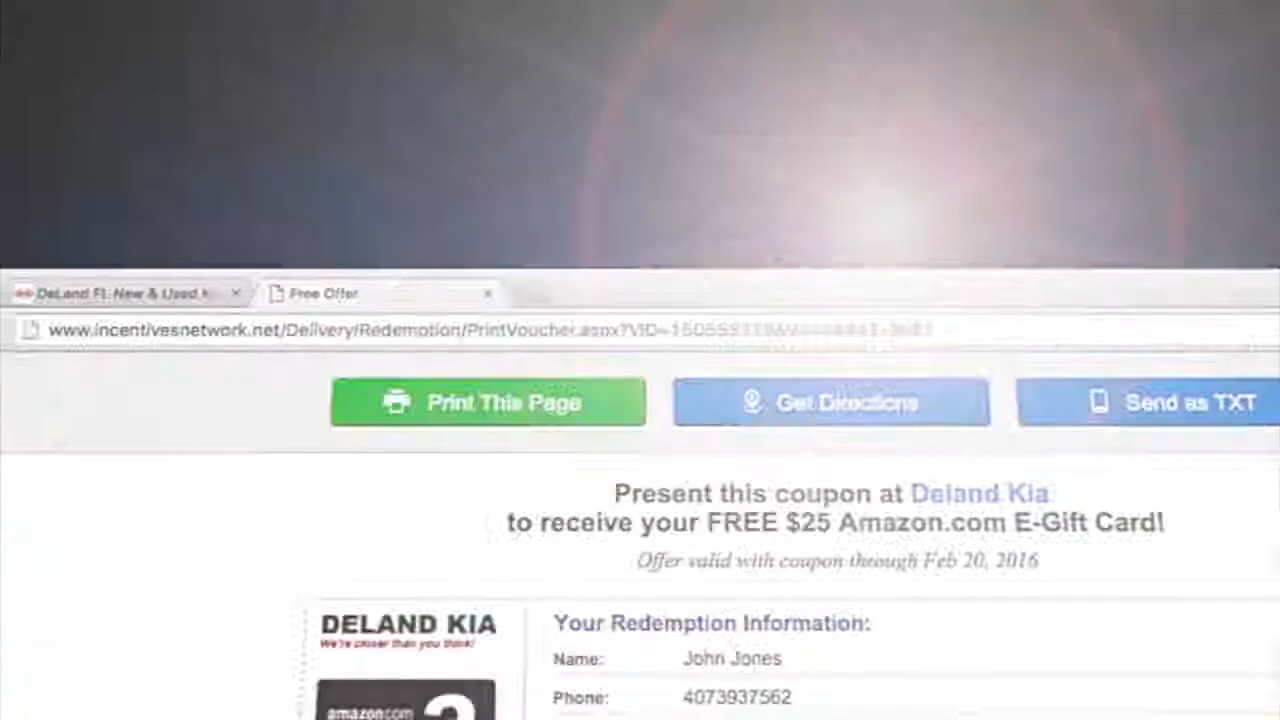 DeLand FL New & Used K
Free Offer
www.incentivesnetwork.net/Delivery/Redemption/PrintVoucher.aspx?VID=
Print This Page
Get Directions
Send as TXT
Present this coupon at Deland Kia
to receive your FREE $25 Amazon.com E-Gift Card!
Offer valid with coupon through Feb 20, 2016
DELAND KIA
We're closer than you think!
Your Redemption Information:
Name: John Jones
Phone: 4073937562
amazon.com